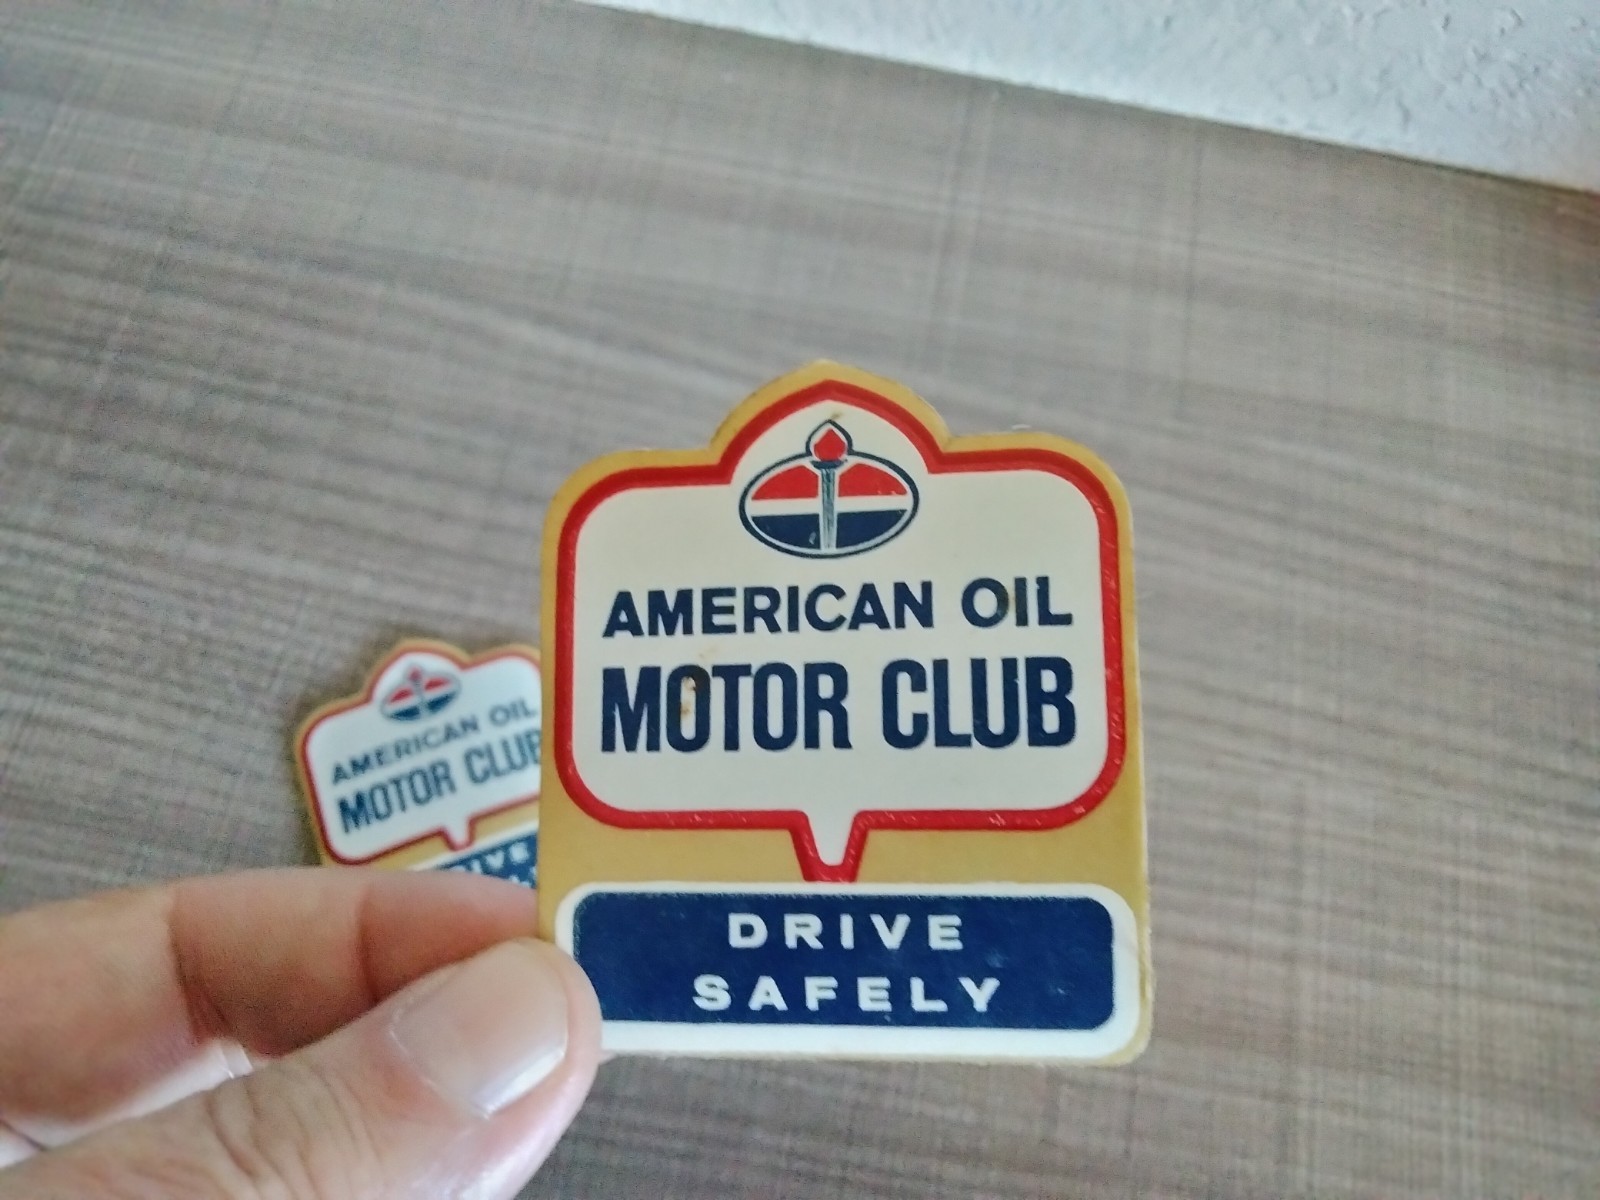 AMERICAN OIL
MOTOR CLUB
DRIVE
SAFELY
AMERICAN OIL
MOTOR CLUB